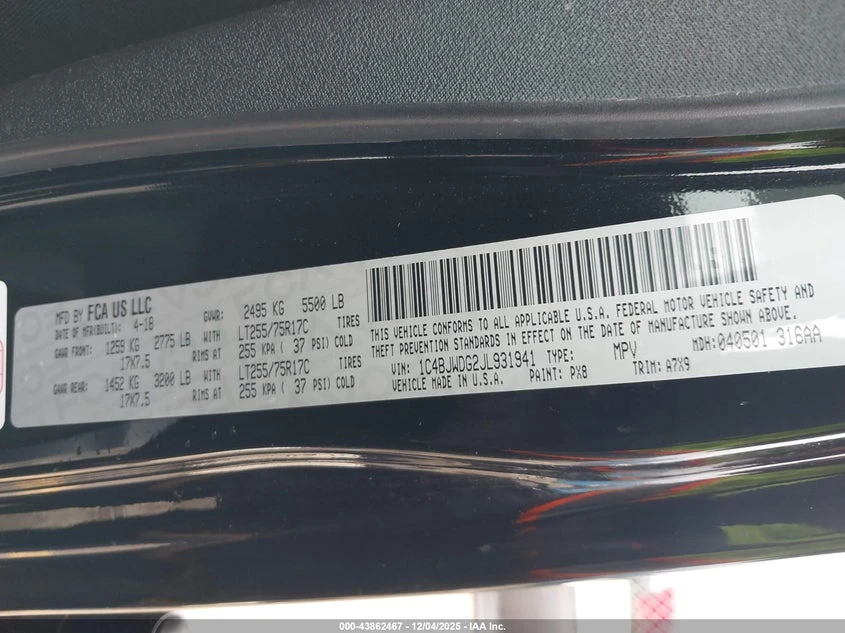 MFD BY FCA US LLC GVWR: 2495 KG 5500 LB
DATE OF MFR(BUILT): 4-18 TIRES
GAWR FRONT: 1259 KG 2775 LB WITH LT255/75R17C
17X7.5 RIMS AT 255 KPA ( 37 PSI) COLD
TIRES
GAWR REAR: 1452 KG 3200 LB WITH LT255/75R17C
17X7.5 RIMS AT 255 KPA ( 37 PSI) COLD
THIS VEHICLE CONFORMS TO ALL APPLICABLE U.S.A. FEDERAL MOTOR VEHICLE SAFETY AND
THEFT PREVENTION STANDARDS IN EFFECT ON THE DATE OF MANUFACTURE SHOWN ABOVE.
VIN: 1C4BJWDG2JL931941 TYPE: MPV MDH: 040501 316AA
VEHICLE MADE IN U.S.A. PAINT: PX8 TRIM: A7X9
000-43862467 - 12/04/2025 - IAA Inc.